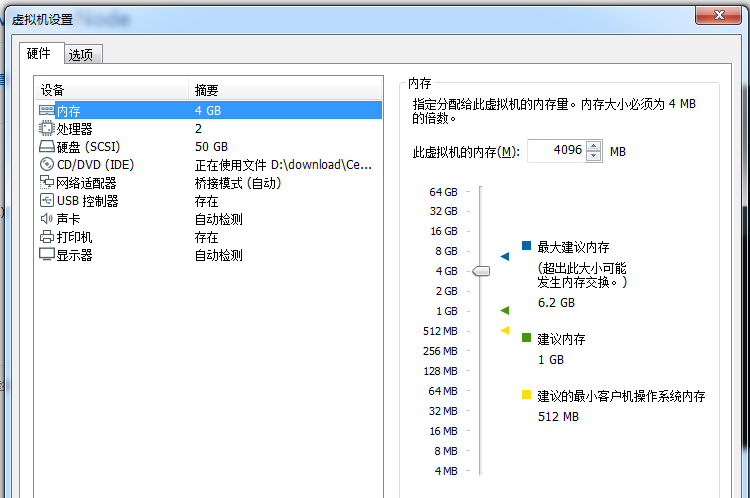 虚拟机设置
硬件 选项
设备 摘要
内存 4 GB
处理器 2
硬盘 (SCSI) 50 GB
CD/DVD (IDE) 正在使用文件 D:\download\Ce...
网络适配器 桥接模式 (自动)
USB 控制器 存在
声卡 自动检测
打印机 存在
显示器 自动检测
内存
指定分配给此虚拟机的内存量。内存大小必须为 4 MB
的倍数。
此虚拟机的内存(M): 4096 MB
64 GB
32 GB
16 GB
8 GB
4 GB
2 GB
1 GB
512 MB
256 MB
128 MB
64 MB
32 MB
16 MB
8 MB
4 MB
最大建议内存
(超出此大小可能
发生内存交换。)
6.2 GB
建议内存
1 GB
建议的最小客户机操作系统内存
512 MB